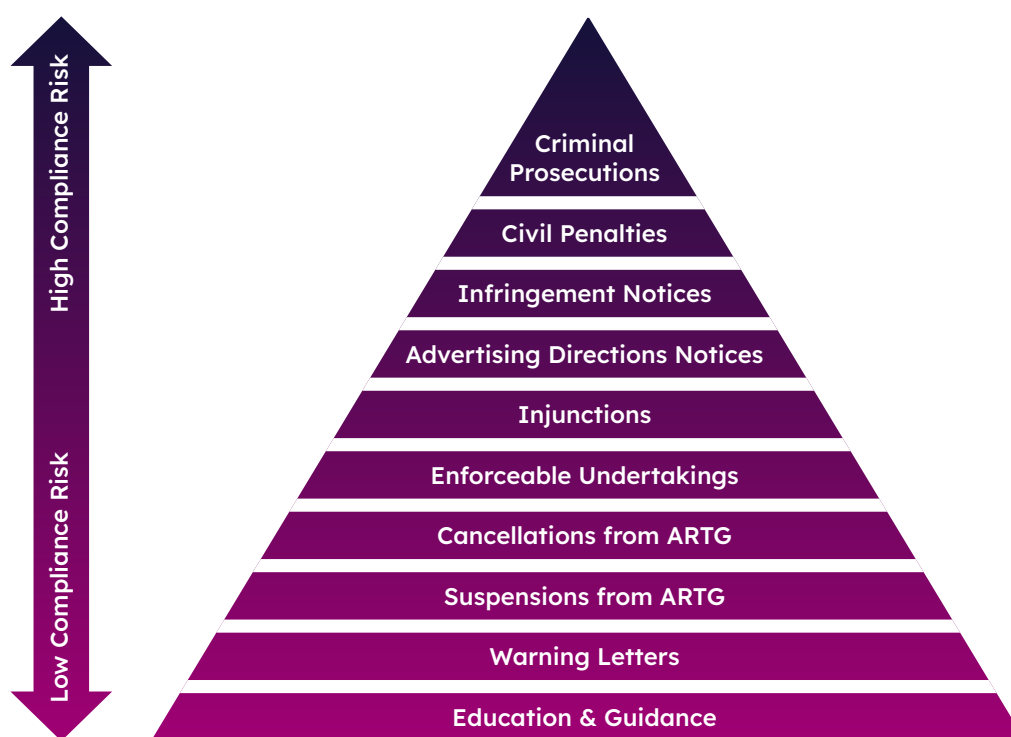 High Compliance Risk
Low Compliance Risk
Criminal
Prosecutions
Civil Penalties
Infringement Notices
Advertising Directions Notices
Injunctions
Enforceable Undertakings
Cancellations from ARTG
Suspensions from ARTG
Warning Letters
Education & Guidance